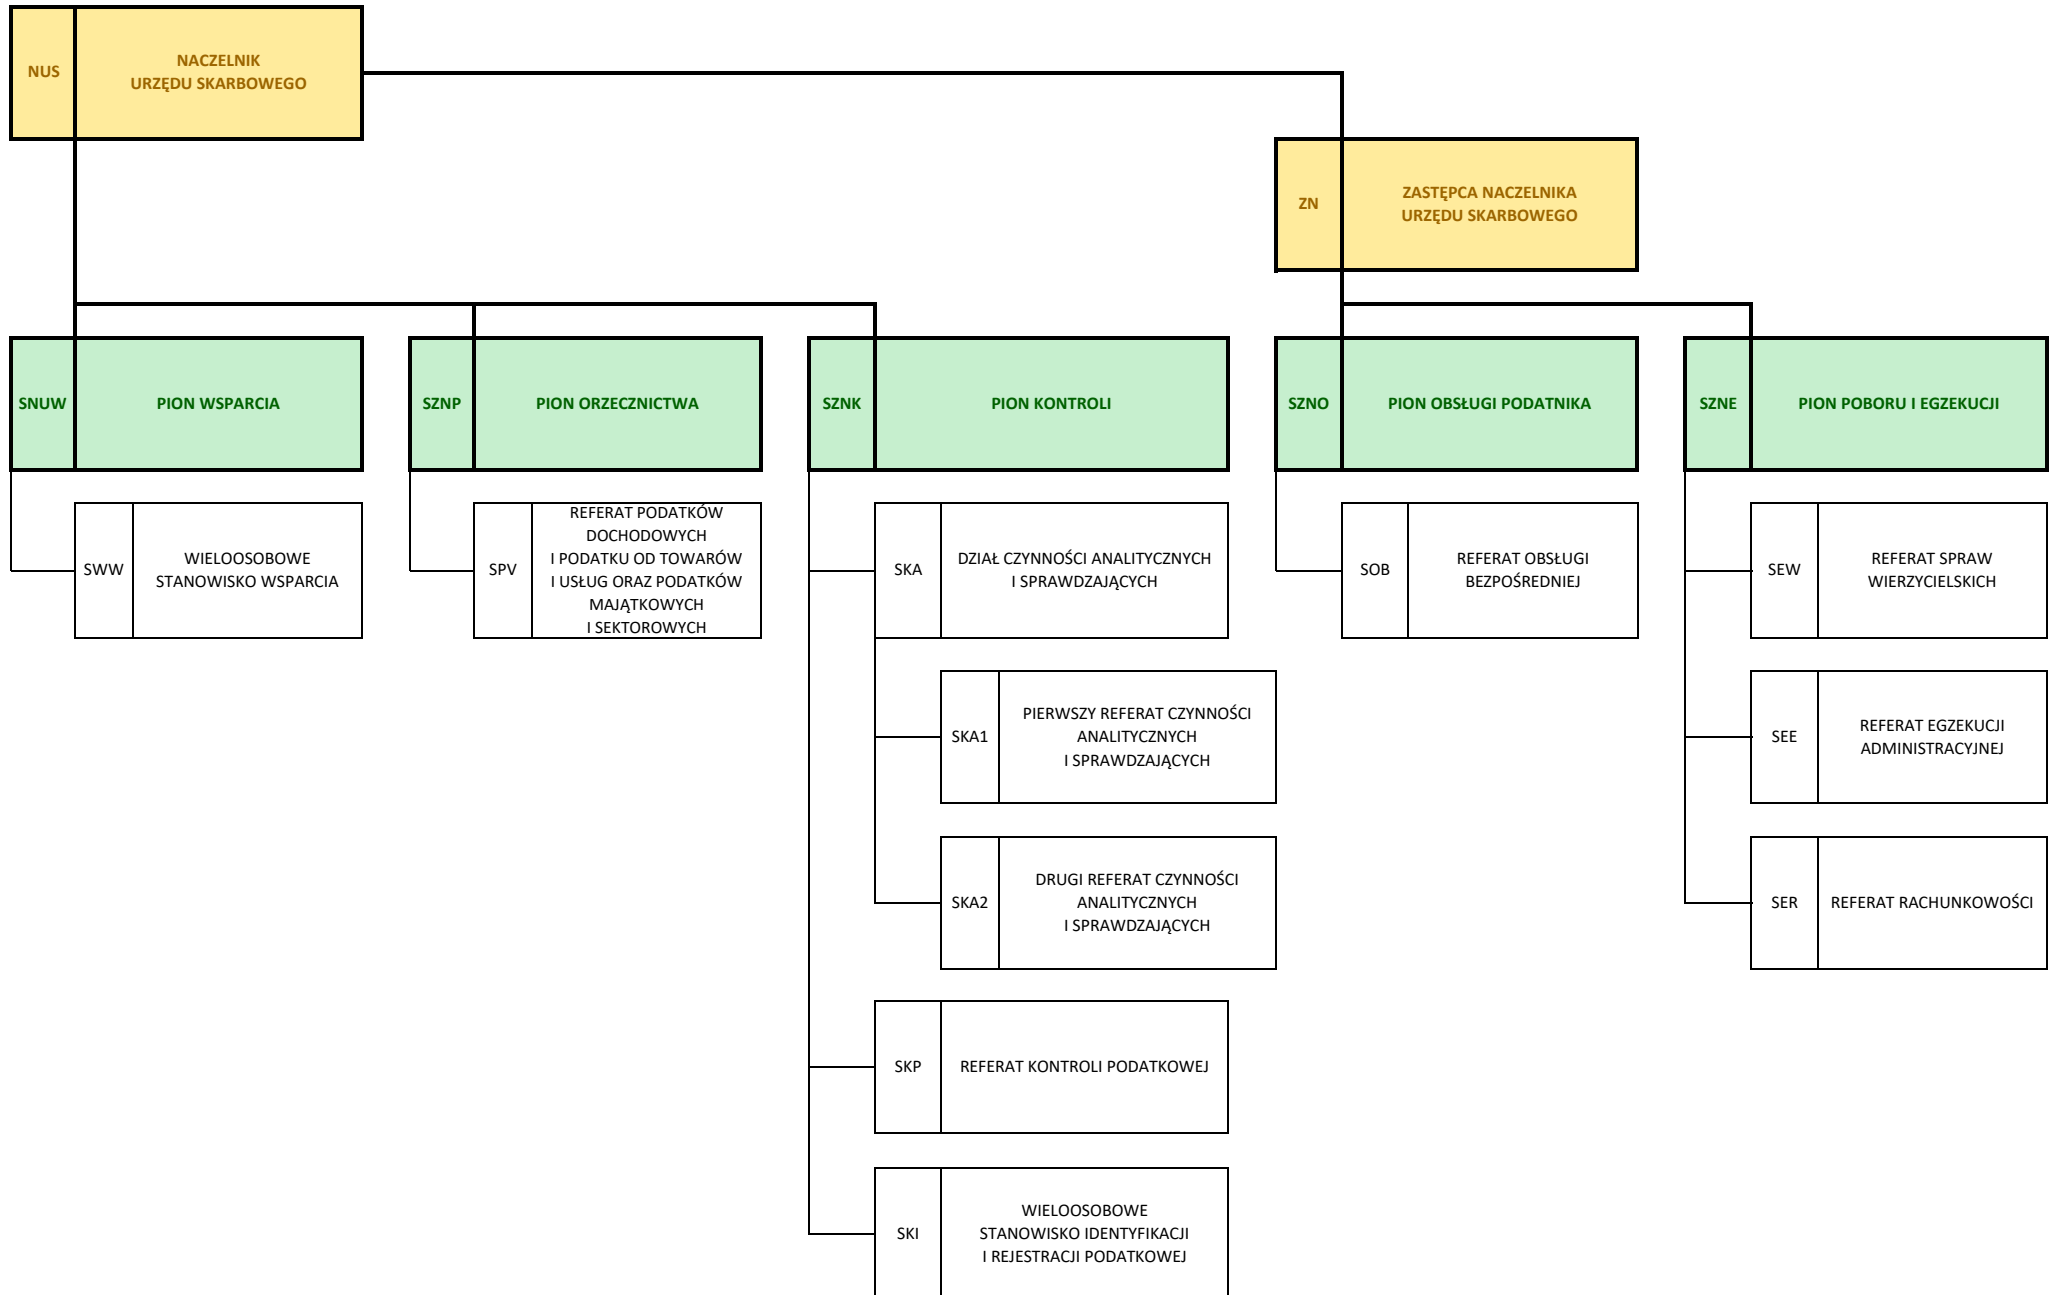 NUS
NACZELNIK
URZĘDU SKARBOWEGO
ZN
ZASTĘPCA NACZELNIKA
URZĘDU SKARBOWEGO
SNUW
PION WSPARCIA
SZNP
PION ORZECZNICTWA
SZNK
PION KONTROLI
SZNO
PION OBSŁUGI PODATNIKA
SZNE
PION POBORU I EGZEKUCJI
SWW
WIELOOSOBOWE
STANOWISKO WSPARCIA
SPV
REFERAT PODATKÓW
DOCHODOWYCH
I PODATKU OD TOWARÓW
I USŁUG ORAZ PODATKÓW
MAJĄTKOWYCH
I SEKTOROWYCH
SKA
DZIAŁ CZYNNOŚCI ANALITYCZNYCH
I SPRAWDZAJĄCYCH
SOB
REFERAT OBSŁUGI
BEZPOŚREDNIEJ
SEW
REFERAT SPRAW
WIERZYCIELSKICH
SKA1
PIERWSZY REFERAT CZYNNOŚCI
ANALITYCZNYCH
I SPRAWDZAJĄCYCH
SEE
REFERAT EGZEKUCJI
ADMINISTRACYJNEJ
SKA2
DRUGI REFERAT CZYNNOŚCI
ANALITYCZNYCH
I SPRAWDZAJĄCYCH
SER
REFERAT RACHUNKOWOŚCI
SKP
REFERAT KONTROLI PODATKOWEJ
SKI
WIELOOSOBOWE
STANOWISKO IDENTYFIKACJI
I REJESTRACJI PODATKOWEJ